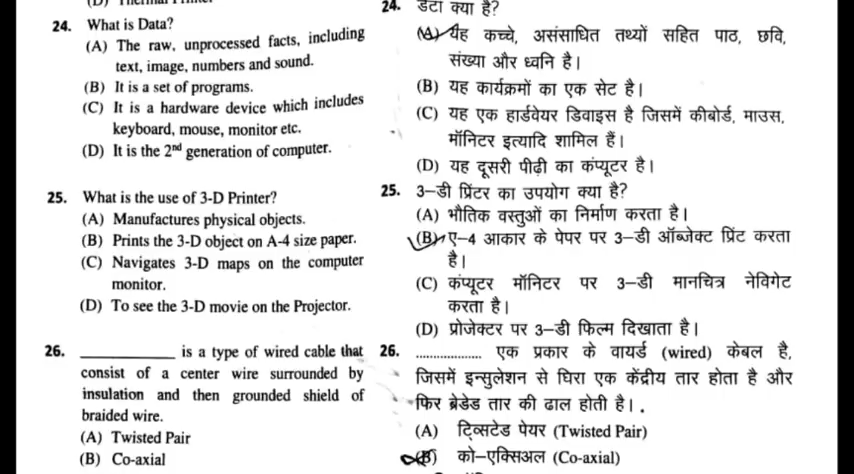 24. What is Data?
(A) The raw, unprocessed facts, including
text, image, numbers and sound.
(B) It is a set of programs.
(C) It is a hardware device which includes
keyboard, mouse, monitor etc.
(D) It is the 2nd generation of computer.
25. What is the use of 3-D Printer?
(A) Manufactures physical objects.
(B) Prints the 3-D object on A-4 size paper.
(C) Navigates 3-D maps on the computer
monitor.
(D) To see the 3-D movie on the Projector.
26. __________ is a type of wired cable that
consist of a center wire surrounded by
insulation and then grounded shield of
braided wire.
(A) Twisted Pair
(B) Co-axial
24. डेटा क्या है?
(A) यह कच्चे, असंसाधित तथ्यों सहित पाठ, छवि,
संख्या और ध्वनि है।
(B) यह कार्यक्रमों का एक सेट है।
(C) यह एक हार्डवेयर डिवाइस है जिसमें कीबोर्ड, माउस,
मॉनिटर इत्यादि शामिल हैं।
(D) यह दूसरी पीढ़ी का कंप्यूटर है।
25. 3–डी प्रिंटर का उपयोग क्या है?
(A) भौतिक वस्तुओं का निर्माण करता है।
(B) ए–4 आकार के पेपर पर 3–डी ऑब्जेक्ट प्रिंट करता
है।
(C) कंप्यूटर मॉनिटर पर 3–डी मानचित्र नेविगेट
करता है।
(D) प्रोजेक्टर पर 3–डी फिल्म दिखाता है।
26. .................. एक प्रकार के वायर्ड (wired) केबल है,
जिसमें इन्सुलेशन से घिरा एक केंद्रीय तार होता है और
फिर ब्रेडेड तार की ढाल होती है।
(A) ट्विस्टेड पेयर (Twisted Pair)
(B) को–एक्सिअल (Co-axial)